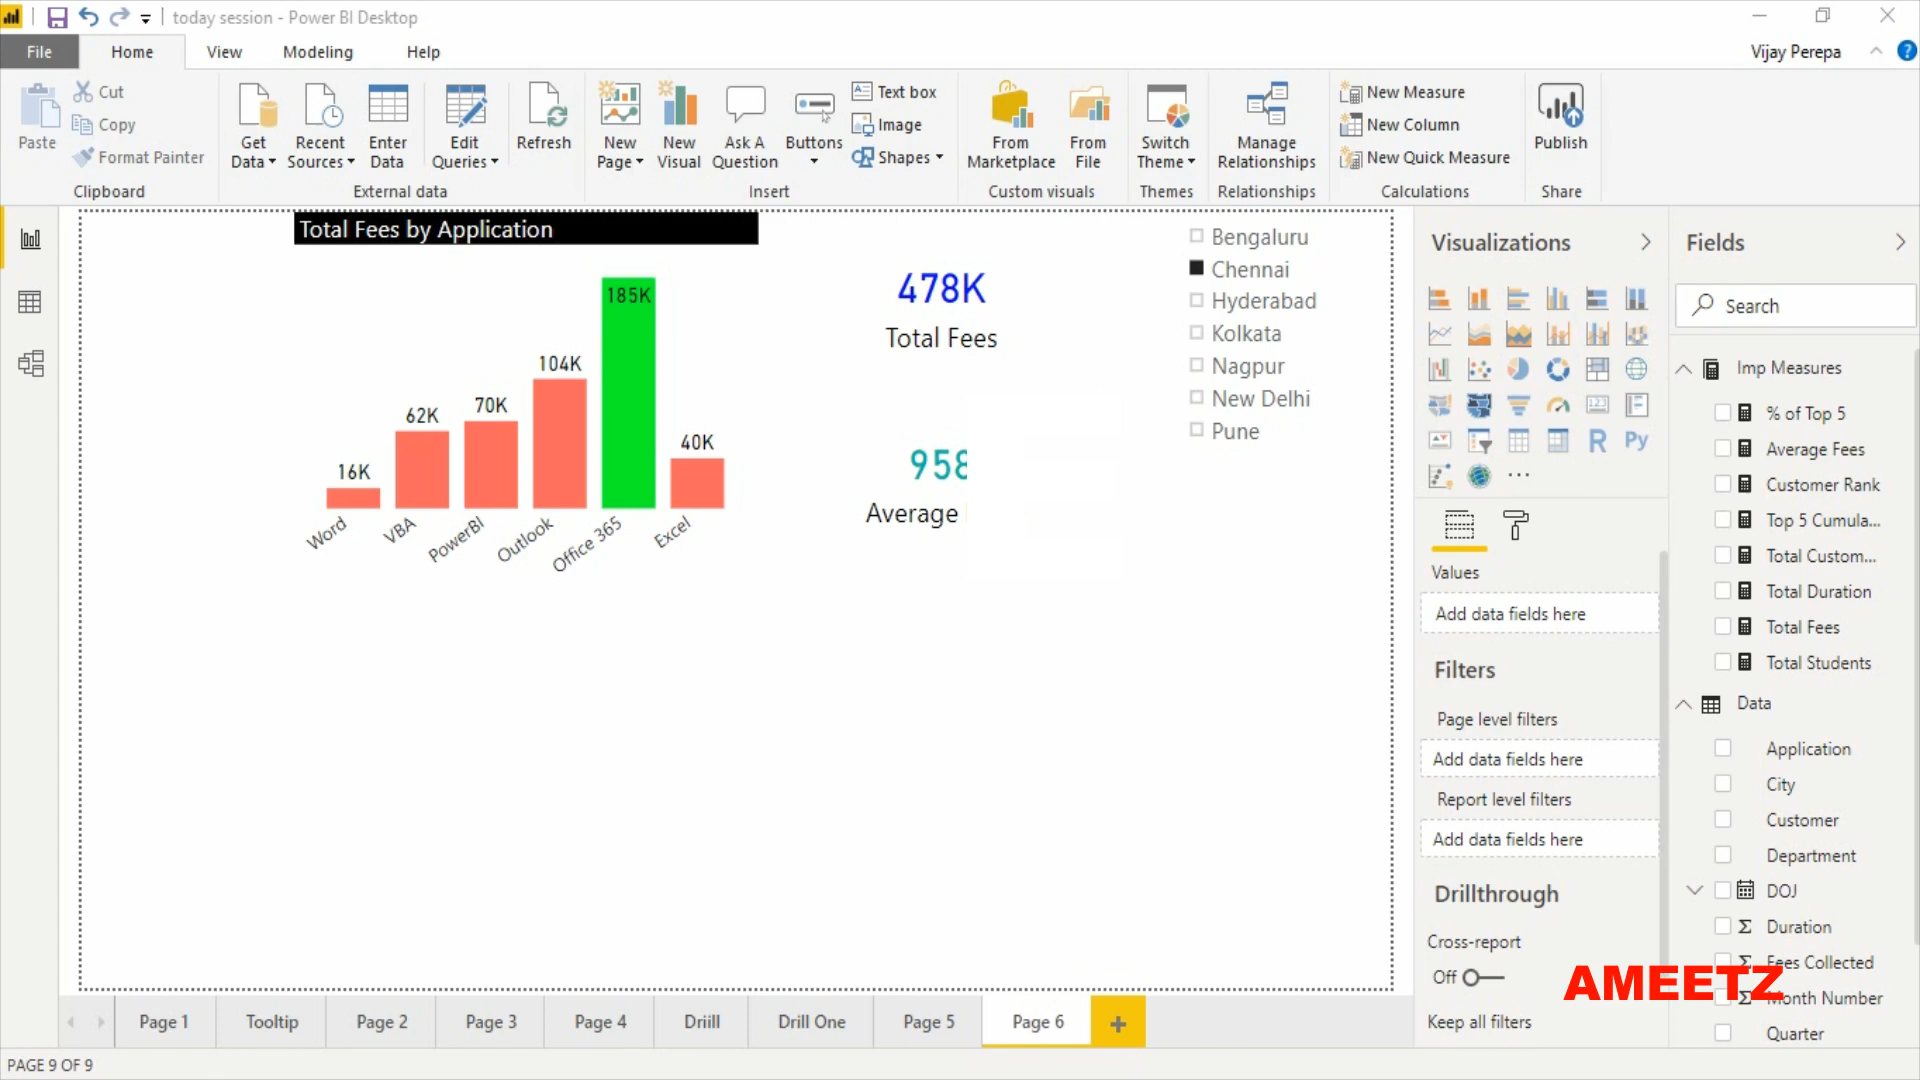 today session - Power BI Desktop
File Home View Modeling Help Vijay Perepa ?
Paste
Cut
Copy
Format Painter
Clipboard
Get Data
Recent Sources
Enter Data
Edit Queries
Refresh
External data
New Page
New Visual
Ask A Question
Buttons
Text box
Image
Shapes
Insert
From Marketplace
From File
Custom visuals
Switch Theme
Themes
Manage Relationships
Relationships
New Measure
New Column
New Quick Measure
Calculations
Publish
Share
Total Fees by Application
185K
104K
70K
62K
40K
16K
Word
VBA
PowerBI
Outlook
Office 365
Excel
478K
Total Fees
958
Average
Bengaluru
Chennai
Hyderabad
Kolkata
Nagpur
New Delhi
Pune
Visualizations
123
R
Py
Values
Add data fields here
Filters
Page level filters
Add data fields here
Report level filters
Add data fields here
Drillthrough
Cross-report
Off
Keep all filters
Fields
Search
Imp Measures
% of Top 5
Average Fees
Customer Rank
Top 5 Cumula...
Total Custom...
Total Duration
Total Fees
Total Students
Data
Application
City
Customer
Department
DOJ
Σ Duration
Σ Fees Collected
Σ Month Number
Quarter
AMEETZ
Page 1 Tooltip Page 2 Page 3 Page 4 Driill Drill One Page 5 Page 6
PAGE 9 OF 9